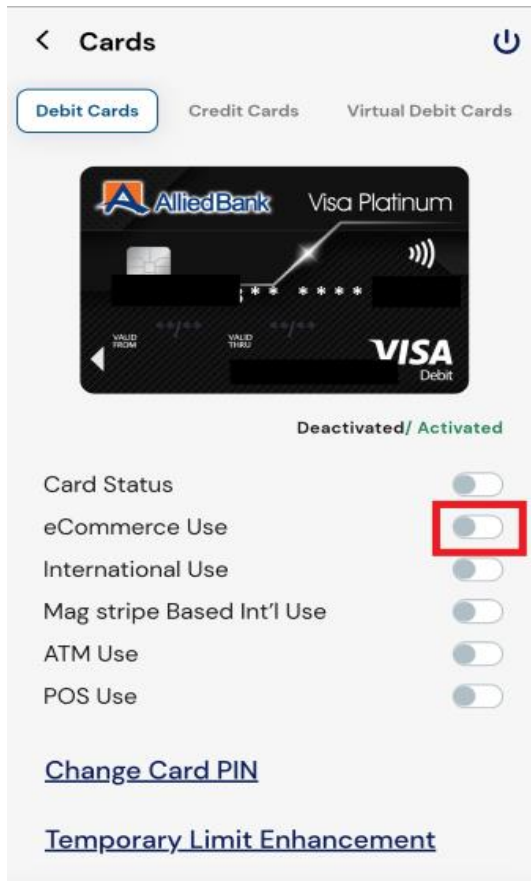 Cards
Debit Cards Credit Cards Virtual Debit Cards
Allied Bank Visa Platinum
** ****
VALID FROM **/** VALID THRU **/**
VISA
Debit
Deactivated/ Activated
Card Status
eCommerce Use
International Use
Mag stripe Based Int'l Use
ATM Use
POS Use
Change Card PIN
Temporary Limit Enhancement